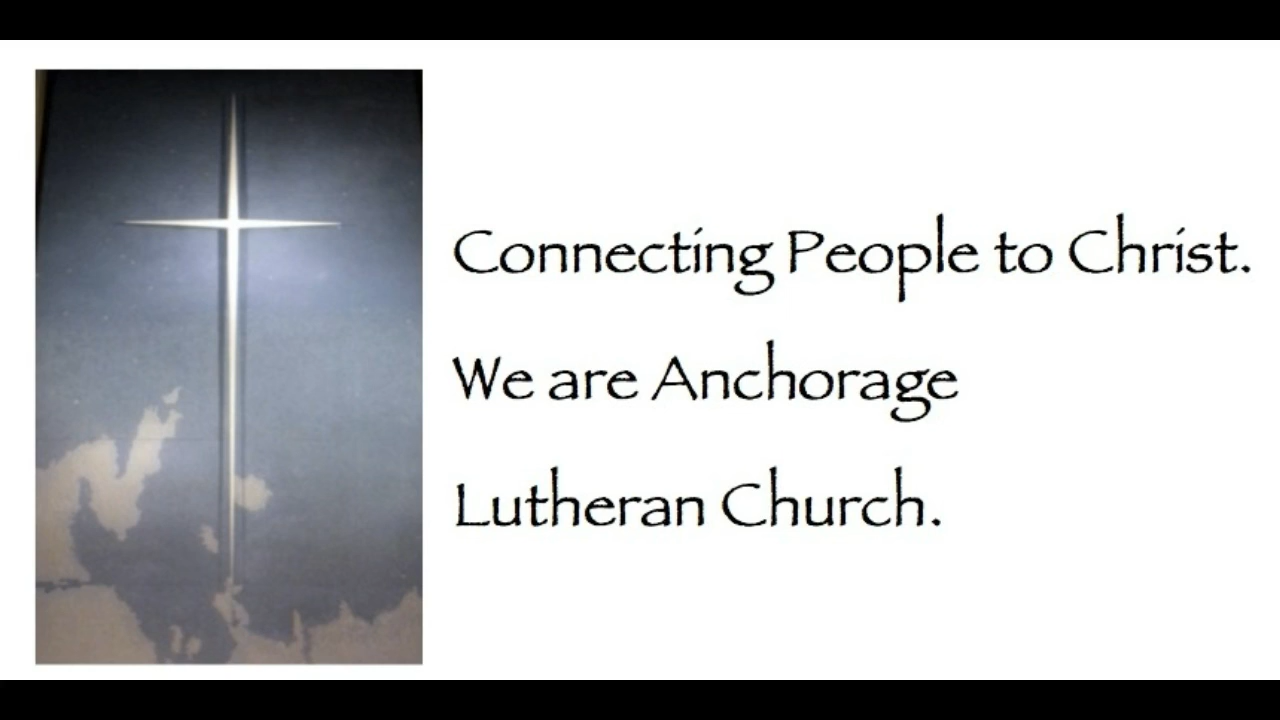 Connecting People to Christ.
We are Anchorage
Lutheran Church.